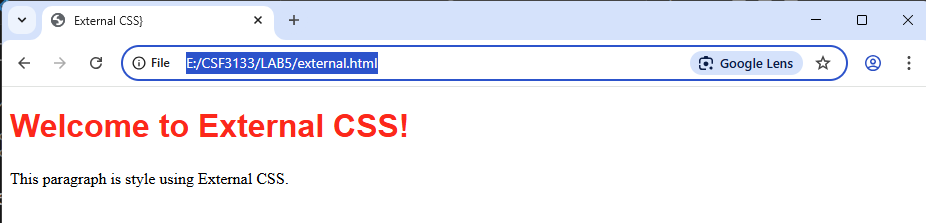 External CSS}
File
E:/CSF3133/LAB5/external.html
Google Lens
Welcome to External CSS!
This paragraph is style using External CSS.